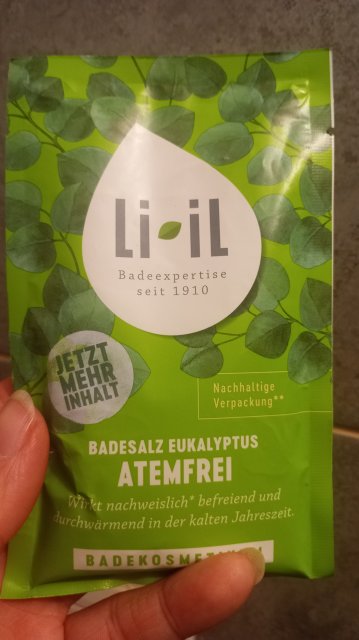 Li-iL
Badeexpertise
seit 1910
JETZT
MEHR
INHALT
Nachhaltige
Verpackung**
BADESALZ EUKALYPTUS
ATEMFREI
Wirkt nachweislich* befreiend und
durchwärmend in der kalten Jahreszeit.